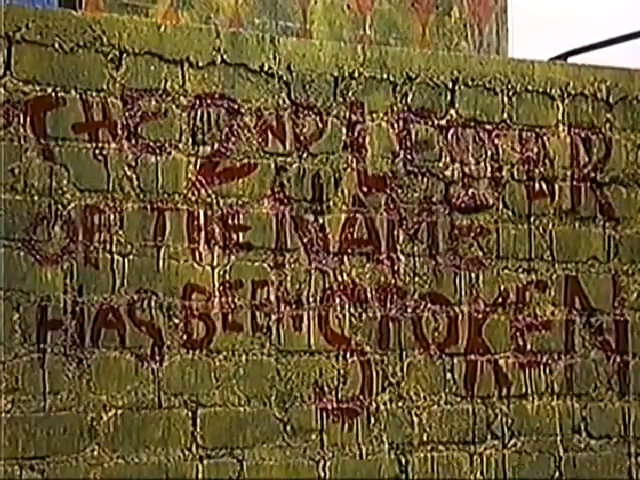 THE 2ND LETTER
OF THE NAME
HAS BEEN SPOKEN